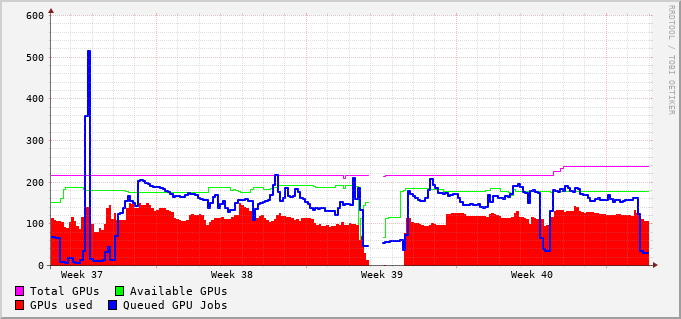 600
500
400
300
200
100
0
Week 37 Week 38 Week 39 Week 40
Total GPUs Available GPUs
GPUs used Queued GPU Jobs
RRDTOOL / TOBI OETIKER